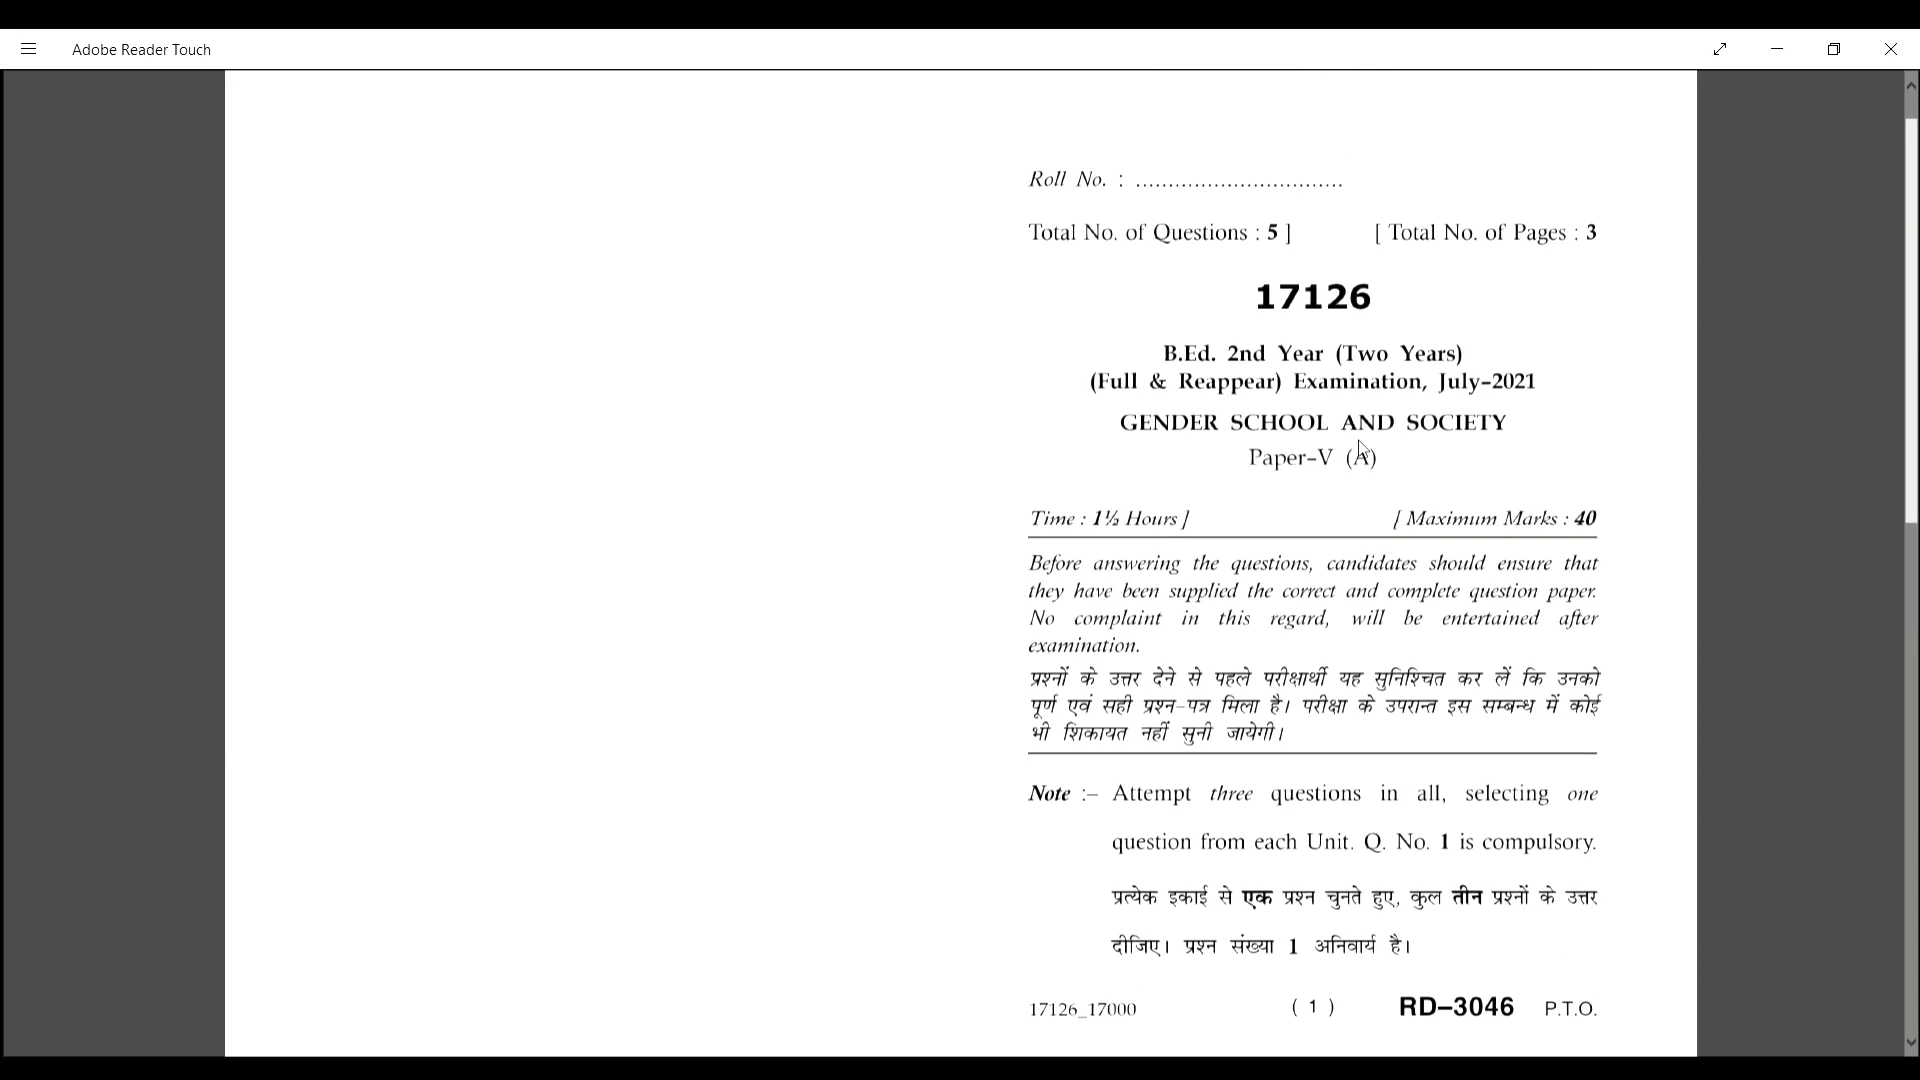 Adobe Reader Touch
Roll No. : ................................
Total No. of Questions : 5 ] [ Total No. of Pages : 3
17126
B.Ed. 2nd Year (Two Years)
(Full & Reappear) Examination, July–2021
GENDER SCHOOL AND SOCIETY
Paper–V (A)
Time : 1½ Hours ] [ Maximum Marks : 40
Before answering the questions, candidates should ensure that
they have been supplied the correct and complete question paper.
No complaint in this regard, will be entertained after
examination.
प्रश्नों के उत्तर देने से पहले परीक्षार्थी यह सुनिश्चित कर लें कि उनको
पूर्ण एवं सही प्रश्न-पत्र मिला है। परीक्षा के उपरान्त इस सम्बन्ध में कोई
भी शिकायत नहीं सुनी जायेगी।
Note :– Attempt three questions in all, selecting one
question from each Unit. Q. No. 1 is compulsory.
प्रत्येक इकाई से एक प्रश्न चुनते हुए, कुल तीन प्रश्नों के उत्तर
दीजिए। प्रश्न संख्या 1 अनिवार्य है।
17126_17000 ( 1 ) RD–3046 P.T.O.